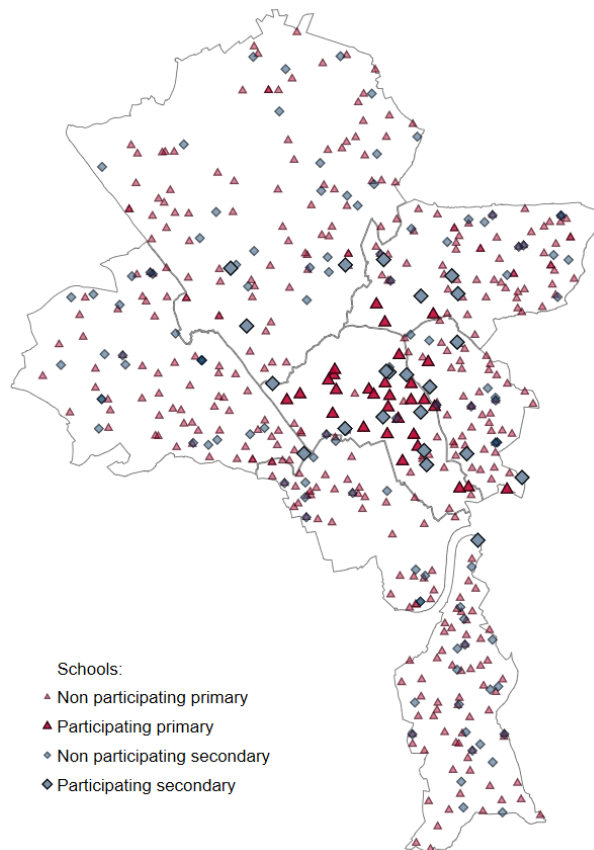 Schools:
Non participating primary
Participating primary
Non participating secondary
Participating secondary